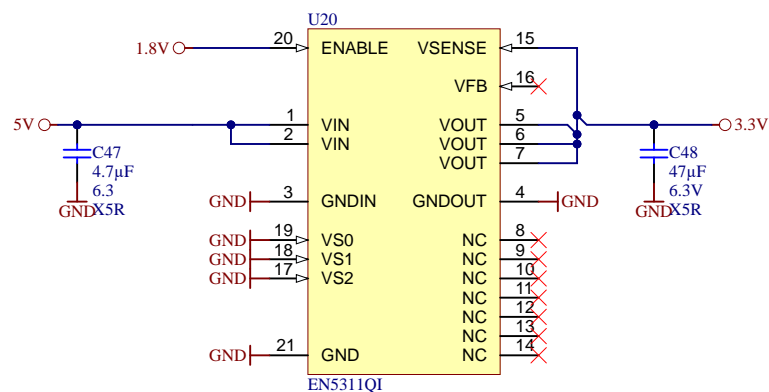 U20
1.8V
20
ENABLE
VSENSE
15
VFB
16
5V
1
VIN
VOUT
5
3.3V
2
VIN
VOUT
6
VOUT
7
C47
4.7µF
6.3
X5R
GND
C48
47µF
6.3V
X5R
GND
GND
3
GNDIN
GNDOUT
4
GND
GND
19
VS0
NC
8
GND
18
VS1
NC
9
GND
17
VS2
NC
10
NC
11
NC
12
NC
13
GND
21
GND
NC
14
EN5311QI